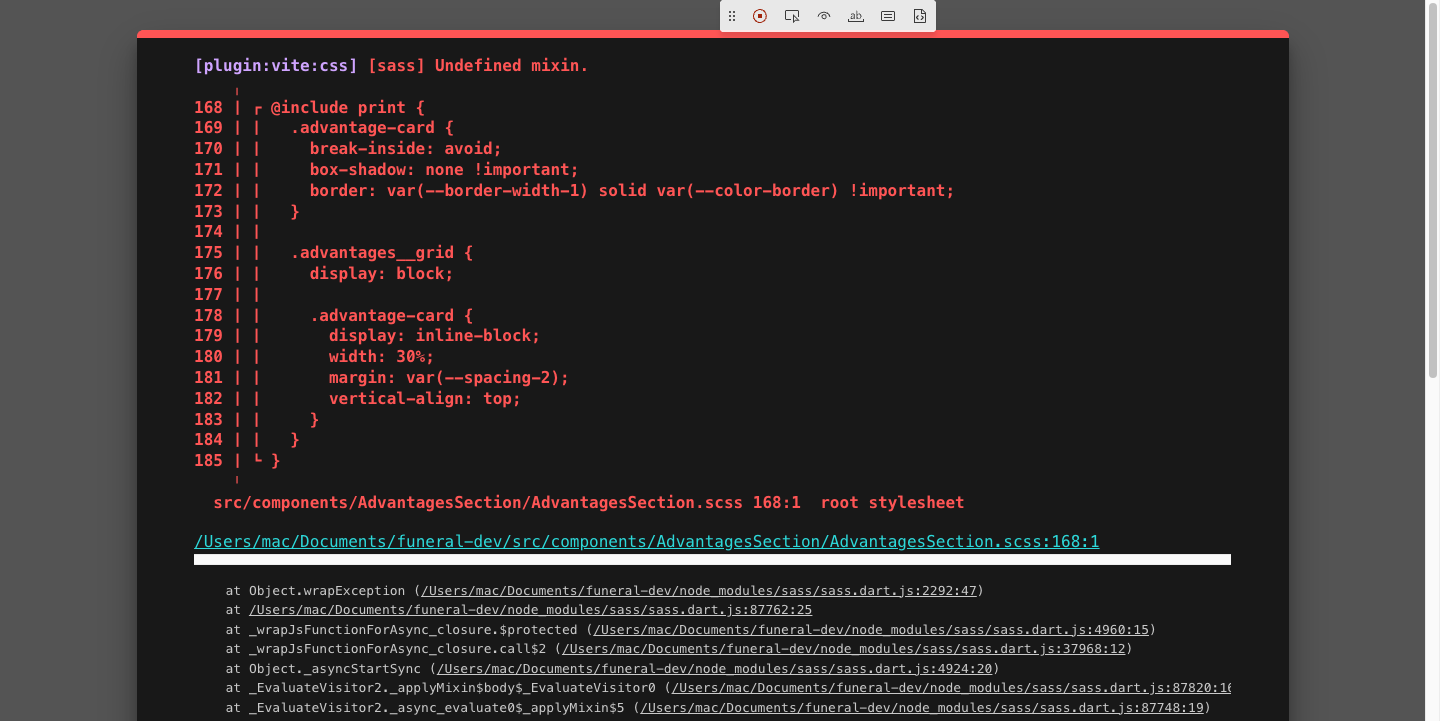 ab
[plugin:vite:css] [sass] Undefined mixin.
╷
168 │ ┌ @include print {
169 │ │   .advantage-card {
170 │ │     break-inside: avoid;
171 │ │     box-shadow: none !important;
172 │ │     border: var(--border-width-1) solid var(--color-border) !important;
173 │ │   }
174 │ │
175 │ │   .advantages__grid {
176 │ │     display: block;
177 │ │
178 │ │     .advantage-card {
179 │ │       display: inline-block;
180 │ │       width: 30%;
181 │ │       margin: var(--spacing-2);
182 │ │       vertical-align: top;
183 │ │     }
184 │ │   }
185 │ └ }
╵
src/components/AdvantagesSection/AdvantagesSection.scss 168:1  root stylesheet
/Users/mac/Documents/funeral-dev/src/components/AdvantagesSection/AdvantagesSection.scss:168:1
at Object.wrapException (/Users/mac/Documents/funeral-dev/node_modules/sass/sass.dart.js:2292:47)
at /Users/mac/Documents/funeral-dev/node_modules/sass/sass.dart.js:87762:25
at _wrapJsFunctionForAsync_closure.$protected (/Users/mac/Documents/funeral-dev/node_modules/sass/sass.dart.js:4960:15)
at _wrapJsFunctionForAsync_closure.call$2 (/Users/mac/Documents/funeral-dev/node_modules/sass/sass.dart.js:37968:12)
at Object._asyncStartSync (/Users/mac/Documents/funeral-dev/node_modules/sass/sass.dart.js:4924:20)
at _EvaluateVisitor2._applyMixin$body$_EvaluateVisitor0 (/Users/mac/Documents/funeral-dev/node_modules/sass/sass.dart.js:87820:16
at _EvaluateVisitor2._async_evaluate0$_applyMixin$5 (/Users/mac/Documents/funeral-dev/node_modules/sass/sass.dart.js:87748:19)